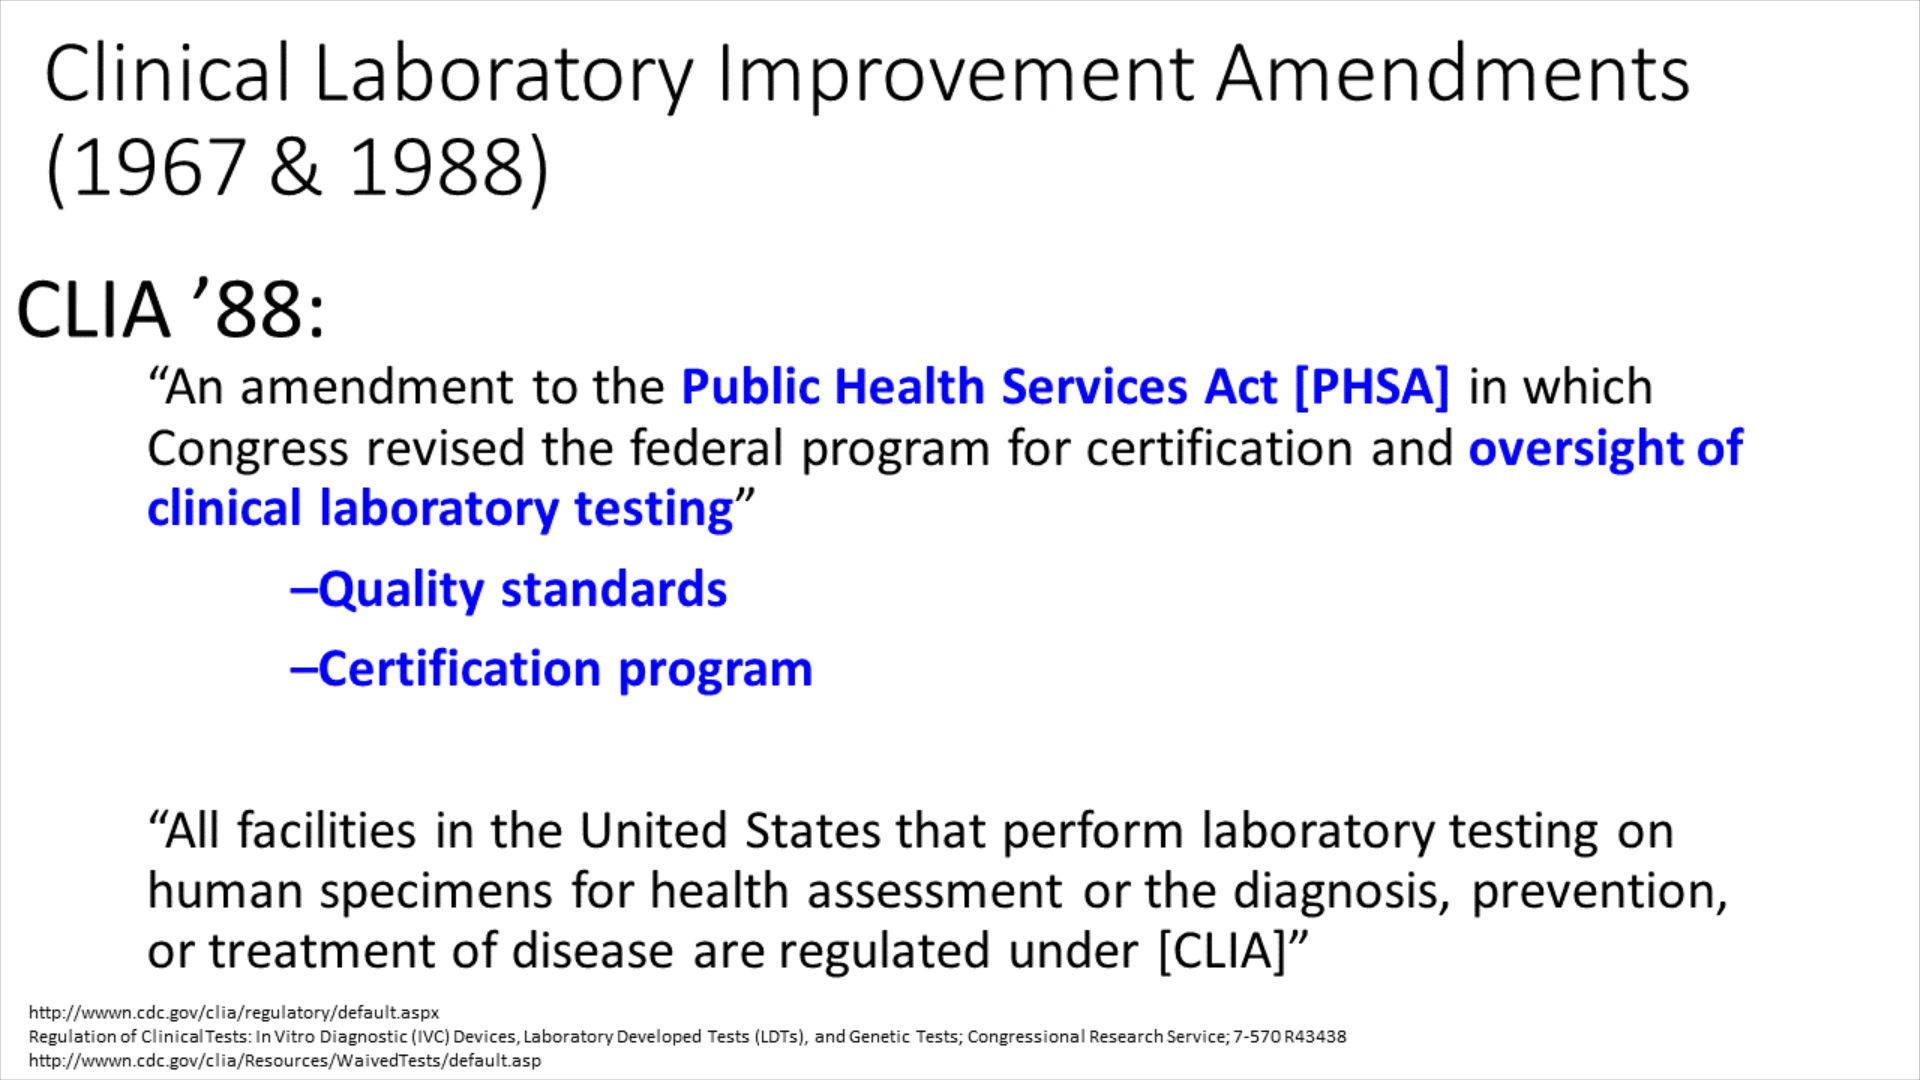 Clinical Laboratory Improvement Amendments
(1967 & 1988)
CLIA ’88:
“An amendment to the Public Health Services Act [PHSA] in which
Congress revised the federal program for certification and oversight of
clinical laboratory testing”
–Quality standards
–Certification program
“All facilities in the United States that perform laboratory testing on
human specimens for health assessment or the diagnosis, prevention,
or treatment of disease are regulated under [CLIA]”
http://wwwn.cdc.gov/clia/regulatory/default.aspx
Regulation of Clinical Tests: In Vitro Diagnostic (IVC) Devices, Laboratory Developed Tests (LDTs), and Genetic Tests; Congressional Research Service; 7-570 R43438
http://wwwn.cdc.gov/clia/Resources/WaivedTests/default.asp